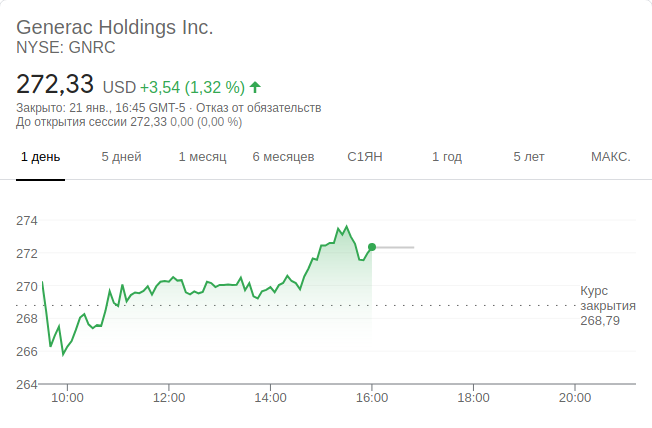 Generac Holdings Inc.
NYSE: GNRC
272,33 USD +3,54 (1,32 %)
Закрыто: 21 янв., 16:45 GMT-5 · Отказ от обязательств
До открытия сессии 272,33 0,00 (0,00 %)
1 день 5 дней 1 месяц 6 месяцев С1ЯН 1 год 5 лет МАКС.
274
272
270
Курс
закрытия
268,79
268
266
264
10:00 12:00 14:00 16:00 18:00 20:00